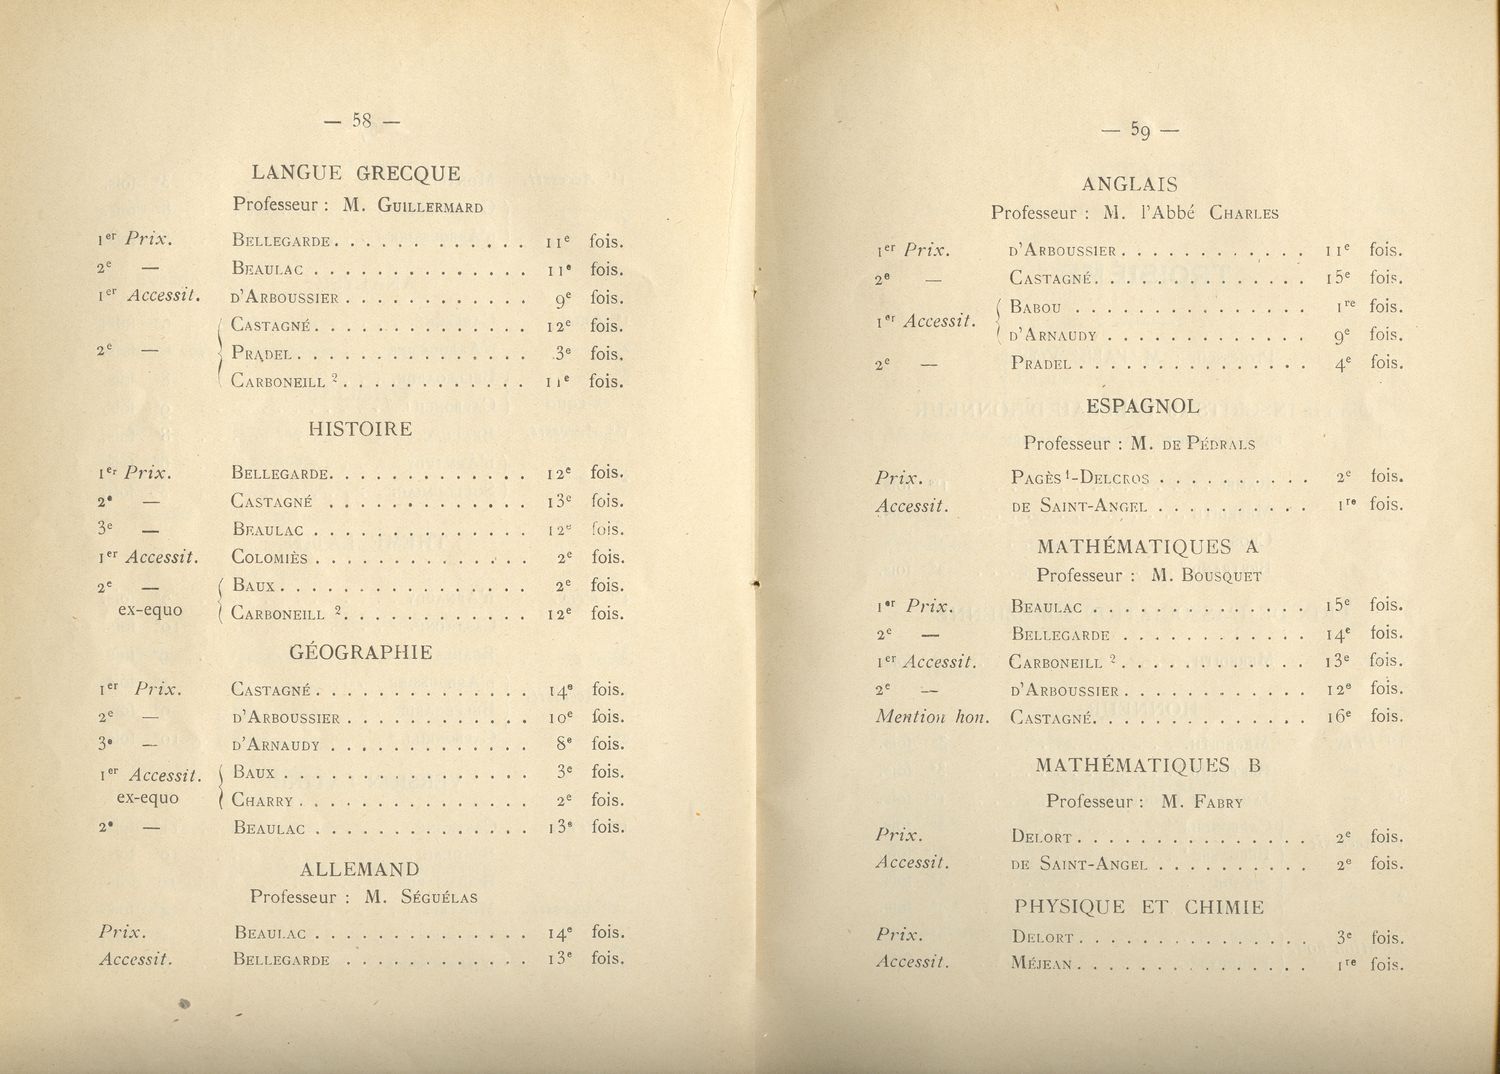 — 58 —
LANGUE GRECQUE
Professeur : M. GUILLERMARD
1er Prix. BELLEGARDE. . . . . . . . . . . . 11e fois.
2e — BEAULAC . . . . . . . . . . . . . . 11e fois.
1er Accessit. D'ARBOUSSIER . . . . . . . . . . . . 9e fois.
CASTAGNÉ. . . . . . . . . . . . . . 12e fois.
2e — PRADEL. . . . . . . . . . . . . . . 3e fois.
CARBONEILL 2. . . . . . . . . . . . 11e fois.
HISTOIRE
1er Prix. BELLEGARDE. . . . . . . . . . . . . 12e fois.
2e — CASTAGNÉ . . . . . . . . . . . . . 13e fois.
3e — BEAULAC . . . . . . . . . . . . . . 12e fois.
1er Accessit. COLOMIÈS . . . . . . . . . . . . . . 2e fois.
2e — BAUX. . . . . . . . . . . . . . . . 2e fois.
ex-equo CARBONEILL 2. . . . . . . . . . . . 12e fois.
GÉOGRAPHIE
1er Prix. CASTAGNÉ. . . . . . . . . . . . . . 14e fois.
2e — D'ARBOUSSIER . . . . . . . . . . . . 10e fois.
3e — D'ARNAUDY . . . . . . . . . . . . . 8e fois.
1er Accessit. BAUX . . . . . . . . . . . . . . . . 3e fois.
ex-equo CHARRY. . . . . . . . . . . . . . . 2e fois.
2e — BEAULAC . . . . . . . . . . . . . . 13e fois.
ALLEMAND
Professeur : M. SÉGUÉLAS
Prix. BEAULAC . . . . . . . . . . . . . . 14e fois.
Accessit. BELLEGARDE . . . . . . . . . . . . 13e fois.
— 59 —
ANGLAIS
Professeur : M. l'Abbé CHARLES
1er Prix. D'ARBOUSSIER . . . . . . . . . . . . 11e fois.
2e — CASTAGNÉ. . . . . . . . . . . . . . 15e fois.
BABOU . . . . . . . . . . . . . . . 1re fois.
1er Accessit.
D'ARNAUDY . . . . . . . . . . . . . 9e fois.
2e — PRADEL . . . . . . . . . . . . . . . 4e fois.
ESPAGNOL
Professeur : M. DE PÉDRALS
Prix. PAGÈS 1-DELCROS . . . . . . . . . . 2e fois.
Accessit. DE SAINT-ANGEL . . . . . . . . . . 1re fois.
MATHÉMATIQUES A
Professeur : M. BOUSQUET
1er Prix. BEAULAC . . . . . . . . . . . . . . 15e fois.
2e — BELLEGARDE . . . . . . . . . . . . 14e fois.
1er Accessit. CARBONEILL 2. . . . . . . . . . . . 13e fois.
2e — D'ARBOUSSIER . . . . . . . . . . . . 12e fois.
Mention hon. CASTAGNÉ. . . . . . . . . . . . . . 16e fois.
MATHÉMATIQUES B
Professeur : M. FABRY
Prix. DELORT . . . . . . . . . . . . . . . 2e fois.
Accessit. DE SAINT-ANGEL . . . . . . . . . . 2e fois.
PHYSIQUE ET CHIMIE
Prix. DELORT . . . . . . . . . . . . . . . 3e fois.
Accessit. MÉJEAN . . . . . . . . . . . . . . . 1re fois.